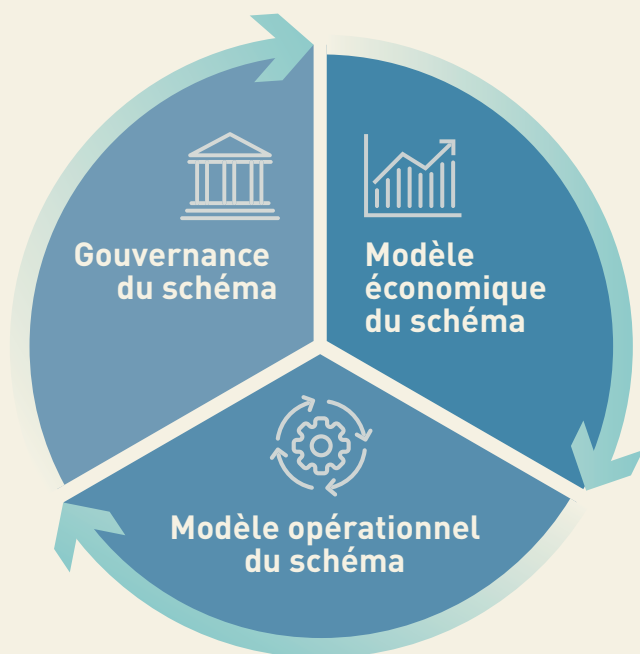 Gouvernance
du schéma
Modèle
économique
du schéma
Modèle opérationnel
du schéma